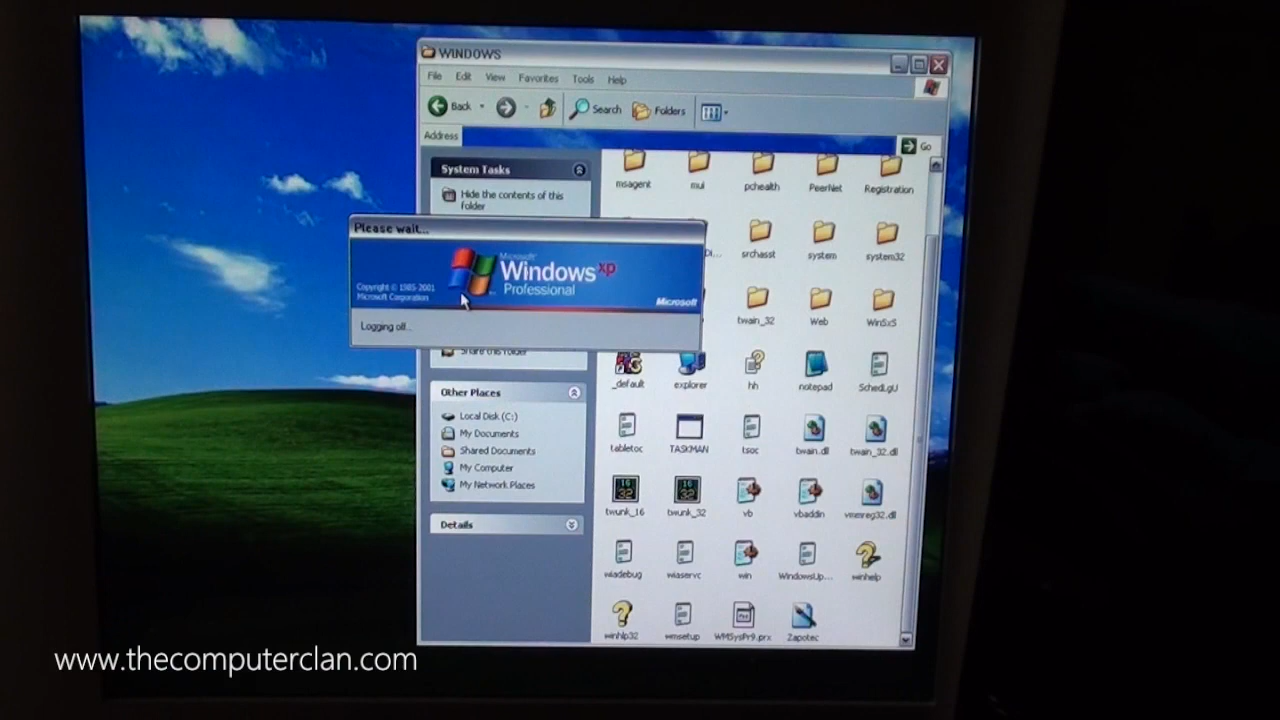 WINDOWS
File Edit View Favorites Tools Help
Back Search Folders
Address Go
System Tasks
Hide the contents of this
folder
msagent mui pchealth PeerNet Registration
Please wait...
srchasst system system32
Microsoft
Windows xp
Professional
Copyright © 1985-2001
Microsoft Corporation
Microsoft
Logging off...
twain_32 Web WinSxS
Share this folder
_default explorer hh notepad SchedLgU
Other Places
Local Disk (C:)
My Documents
Shared Documents
My Computer
My Network Places
tabletoc TASKMAN tsoc twain.dll twain_32.dll
twunk_16 twunk_32 vb vbaddin vmmreg32.dll
Details
wiadebug wiaservc win WindowsUp... winhelp
winhlp32 wmsetup WMSysPr9.prx Zapotec
www.thecomputerclan.com